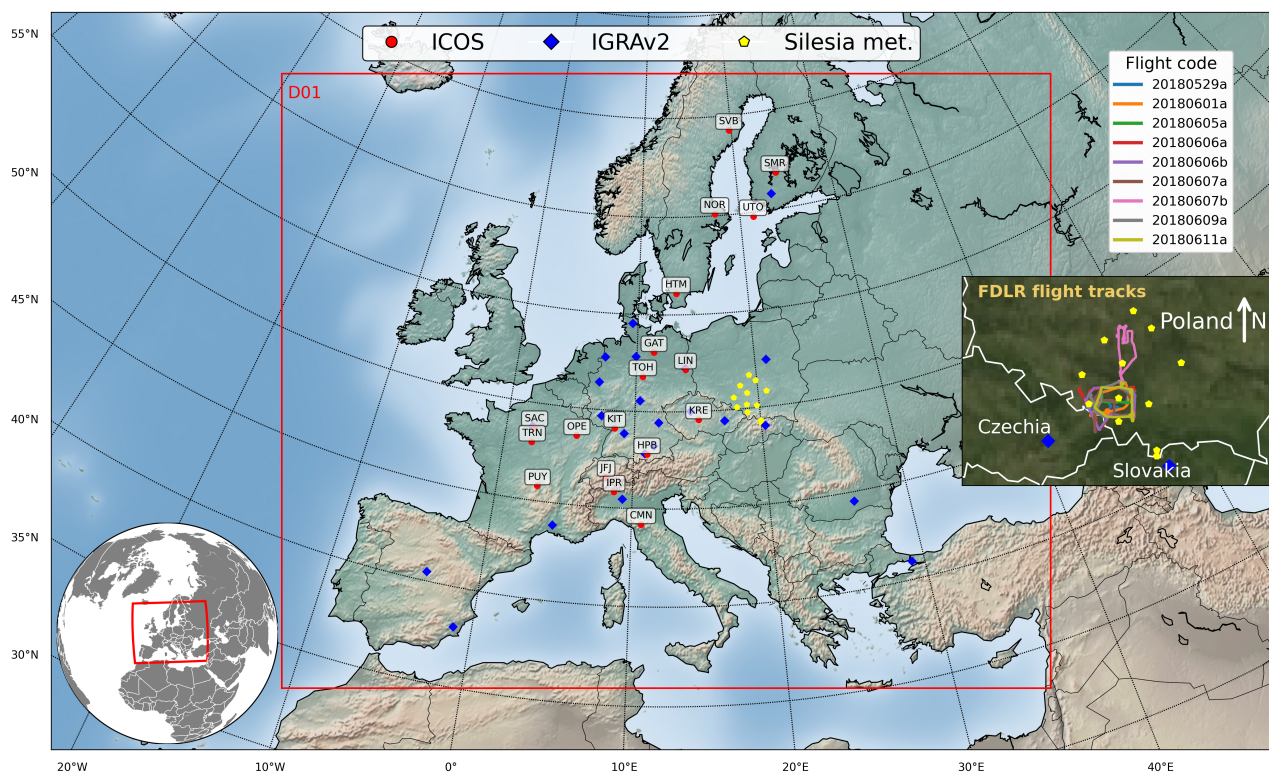 ICOS IGRAv2 Silesia met.
D01
Flight code
20180529a
20180601a
20180605a
20180606a
20180606b
20180607a
20180607b
20180609a
20180611a
55°N
50°N
45°N
40°N
35°N
30°N
SVB
SMR
NOR
UTO
HTM
GAT
LIN
TOH
KRE
SAC
TRN
OPE
KIT
HPB
JFJ
IPR
PUY
CMN
FDLR flight tracks
Poland
N
Czechia
Slovakia
20°W 10°W 0° 10°E 20°E 30°E 40°E